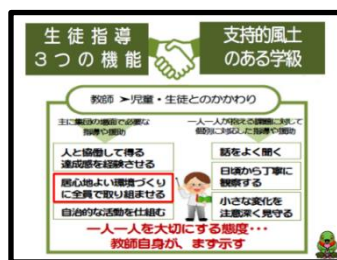 生徒指導
３つの機能
支持的風土
のある学級
教師 ➢児童・生徒とのかかわり
主に集団の場面で必要な
指導や援助
一人一人が抱える課題に対して
個別に対応した指導や援助
人と協働して得る
達成感を経験させる
居心地よい環境づくり
に全員で取り組ませる
自治的な活動を仕組む
話をよく聞く
日頃から丁寧に
観察する
小さな変化を
注意深く見守る
一人一人を大切にする態度･･･
教師自身が、まず示す